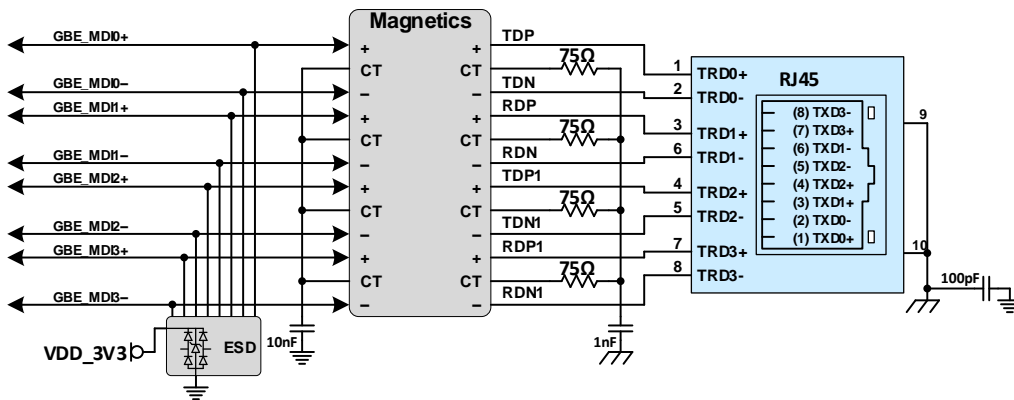 Magnetics
GBE_MDI0+
GBE_MDI0−
GBE_MDI1+
GBE_MDI1−
GBE_MDI2+
GBE_MDI2−
GBE_MDI3+
GBE_MDI3−
VDD_3V3
ESD
10nF
+ +
CT CT
− −
+ +
CT CT
− −
+ +
CT CT
− −
+ +
CT CT
− −
TDP
75Ω
TDN
RDP
75Ω
RDN
TDP1
75Ω
TDN1
RDP1
75Ω
RDN1
1nF
RJ45
1 TRD0+
2 TRD0-
3 TRD1+
6 TRD1-
4 TRD2+
5 TRD2-
7 TRD3+
8 TRD3-
(8) TXD3-
(7) TXD3+
(6) TXD1-
(5) TXD2-
(4) TXD2+
(3) TXD1+
(2) TXD0-
(1) TXD0+
9
10
100pF